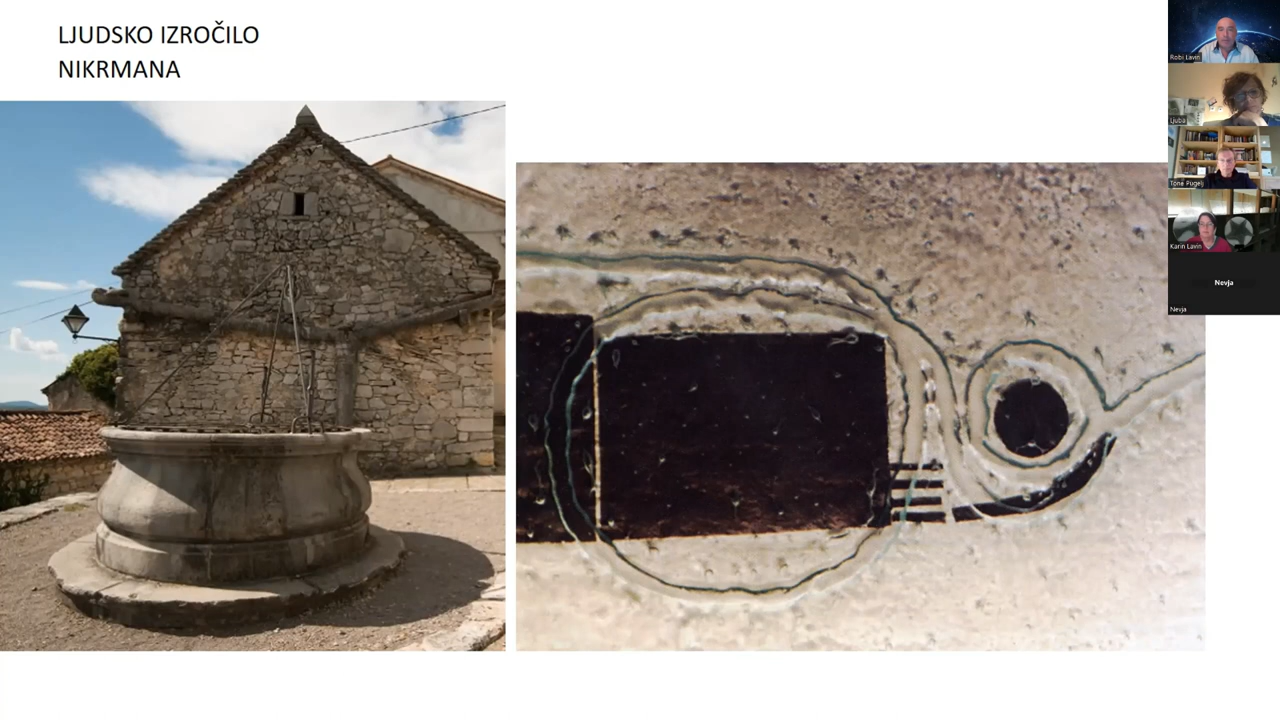 LJUDSKO IZROČILO
NIKRMANA
Robi Lavin
Ljuba
Tone Pugelj
Karin Lavin
Nevja
Nevja